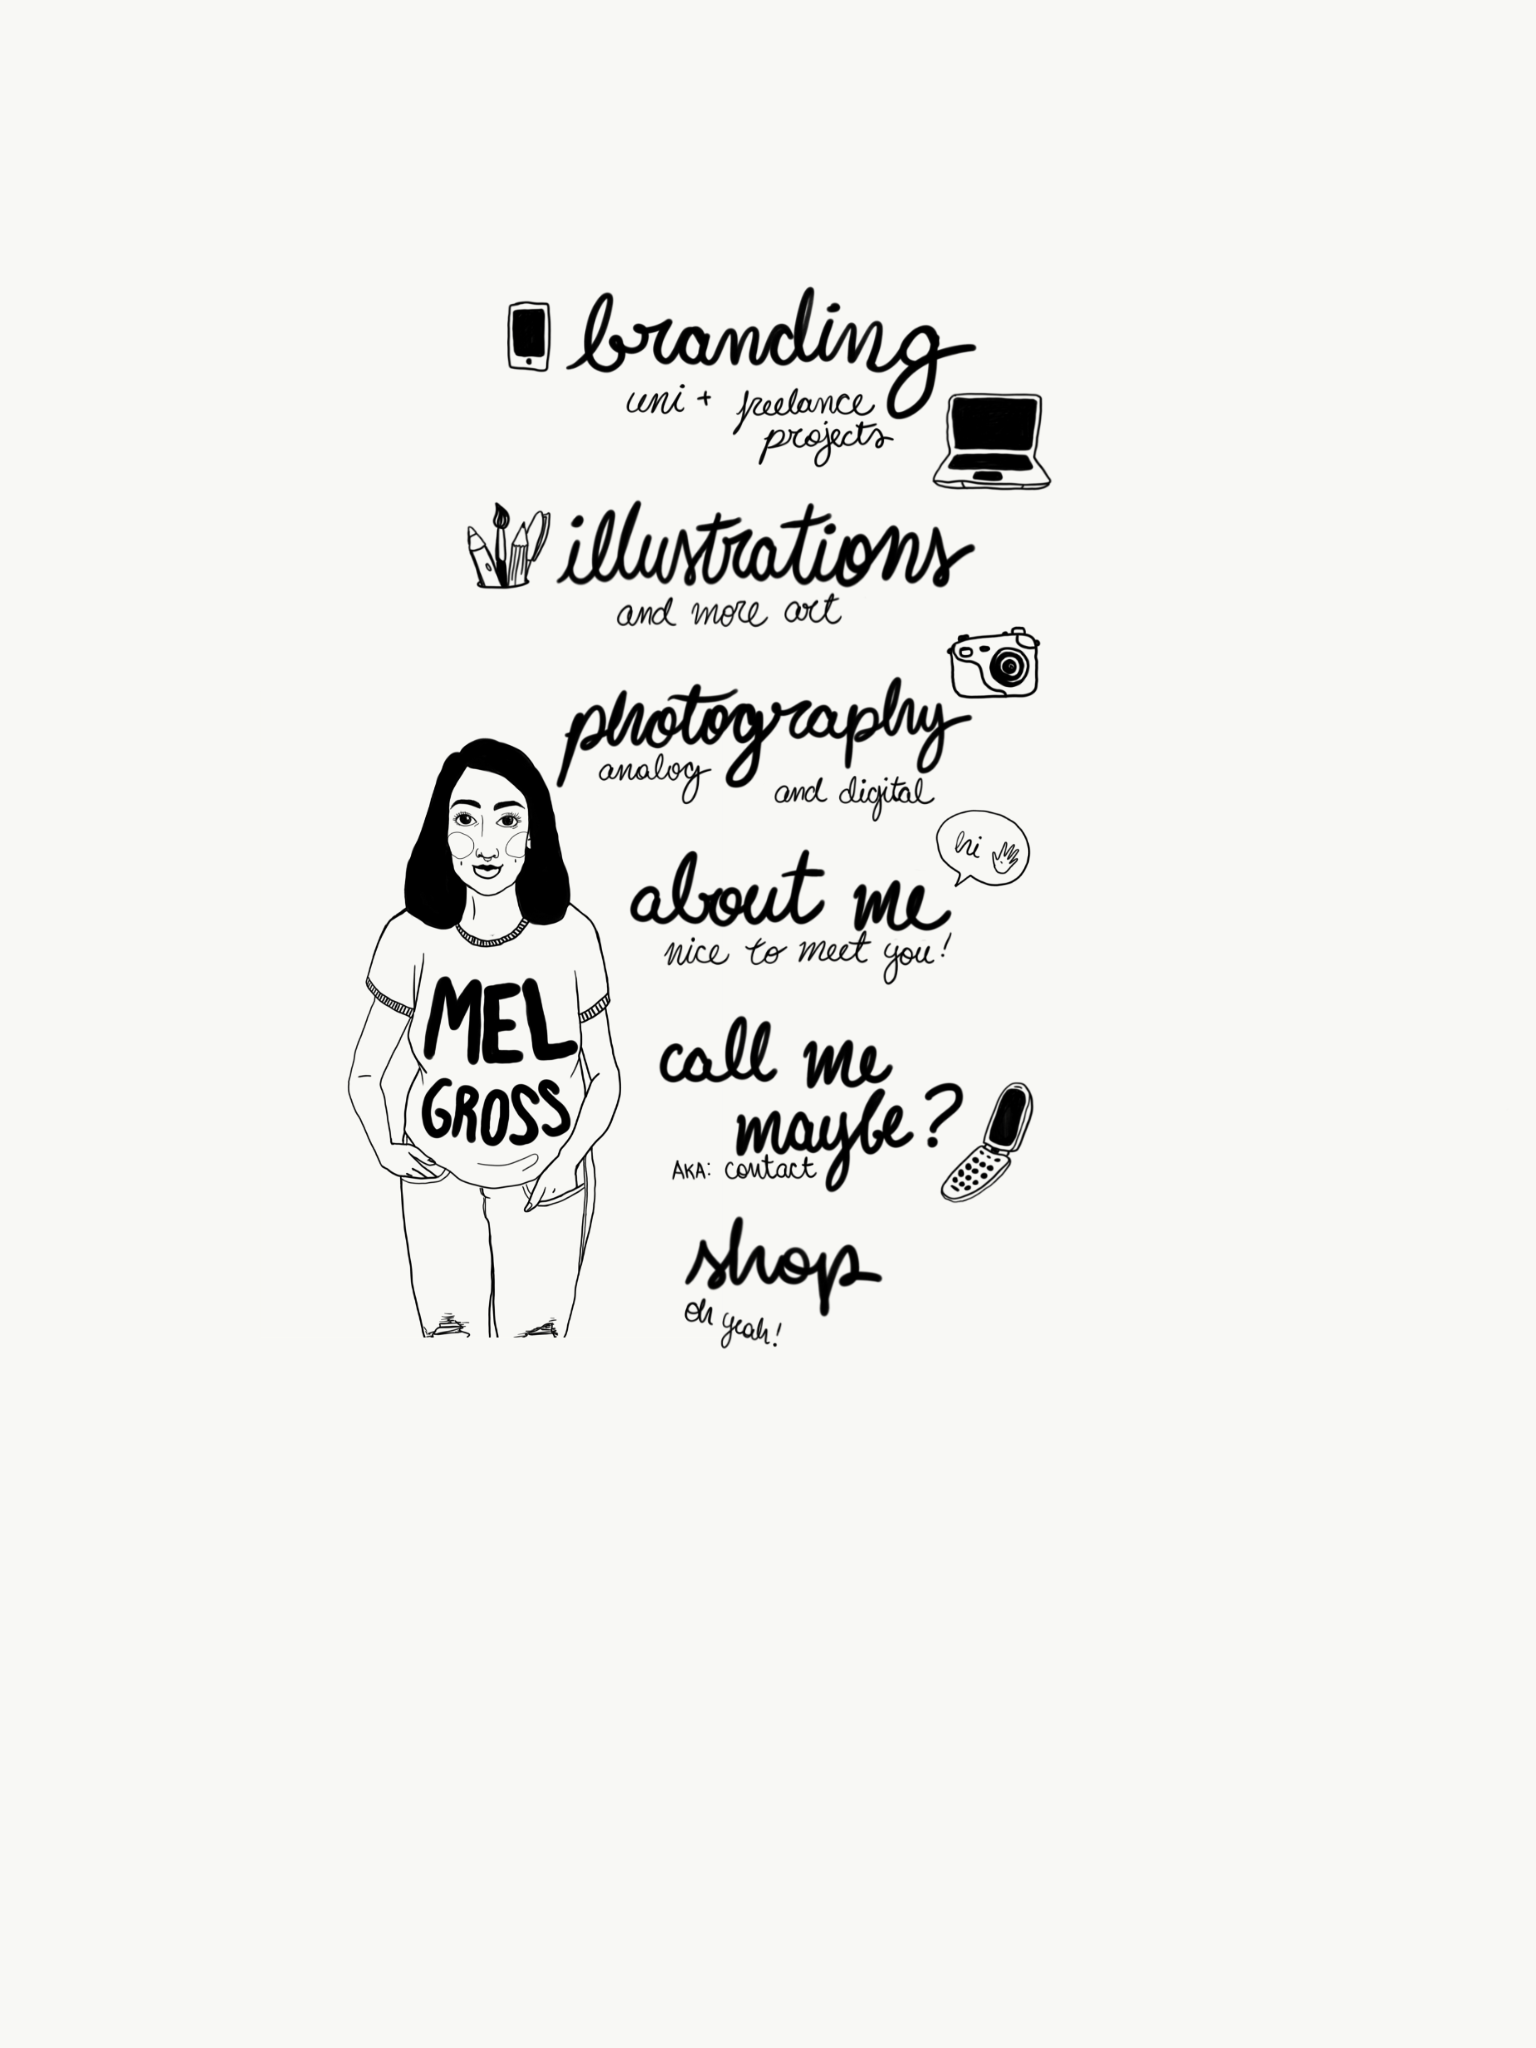 branding
uni + freelance
projects
illustrations
and more art
photography
analog
and digital
hi
about me
nice to meet you!
MEL
GROSS
call me
maybe?
AKA: contact
shop
oh yeah!